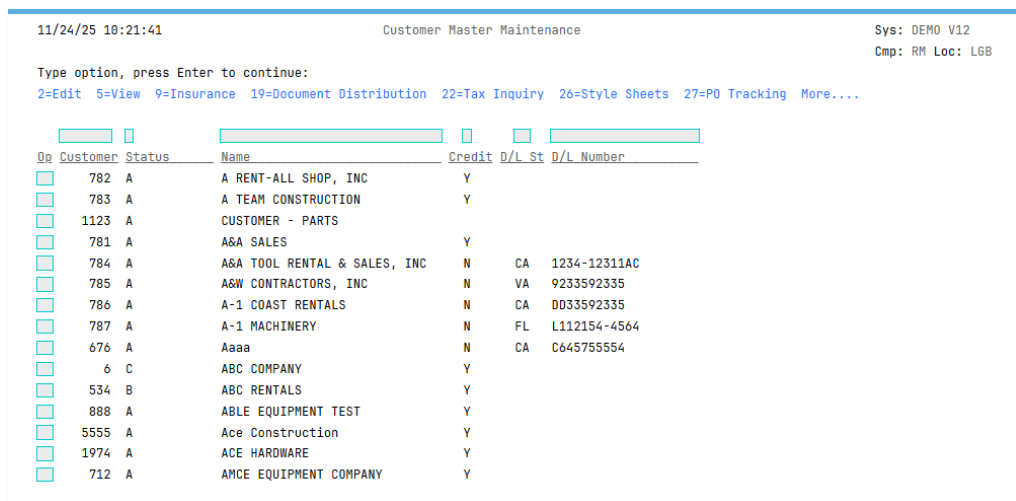 11/24/25 10:21:41 Customer Master Maintenance Sys: DEMO V12
Cmp: RM Loc: LGB
Type option, press Enter to continue:
2=Edit 5=View 9=Insurance 19=Document Distribution 22=Tax Inquiry 26=Style Sheets 27=PO Tracking More....
Op Customer Status Name Credit D/L St D/L Number
782 A A RENT-ALL SHOP, INC Y
783 A A TEAM CONSTRUCTION Y
1123 A CUSTOMER - PARTS
781 A A&A SALES Y
784 A A&A TOOL RENTAL & SALES, INC N CA 1234-12311AC
785 A A&W CONTRACTORS, INC N VA 9233592335
786 A A-1 COAST RENTALS N CA DD33592335
787 A A-1 MACHINERY N FL L112154-4564
676 A Aaaa N CA C645755554
6 C ABC COMPANY Y
534 B ABC RENTALS Y
888 A ABLE EQUIPMENT TEST Y
5555 A Ace Construction Y
1974 A ACE HARDWARE Y
712 A AMCE EQUIPMENT COMPANY Y